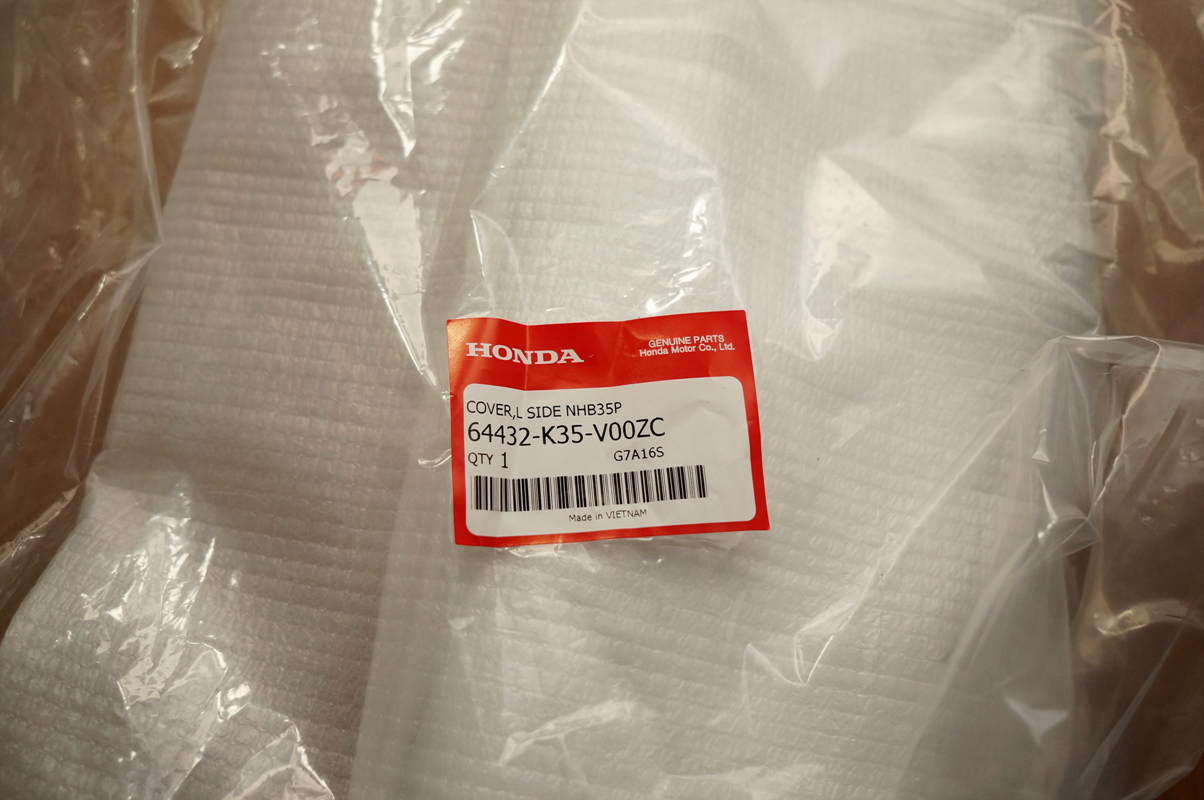 HONDA
GENUINE PARTS
Honda Motor Co., Ltd.
COVER,L SIDE NHB35P
64432-K35-V00ZC
QTY 1 G7A16S
Made in VIETNAM